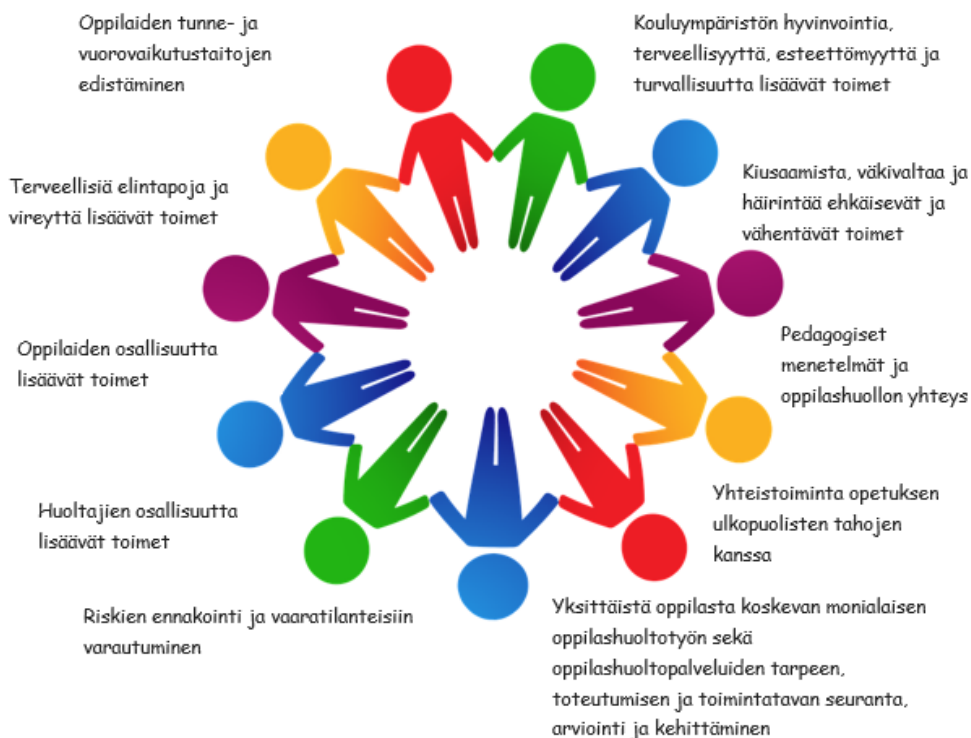 Oppilaiden tunne- ja
vuorovaikutustaitojen
edistäminen
Kouluympäristön hyvinvointia,
terveellisyyttä, esteettömyyttä ja
turvallisuutta lisäävät toimet
Terveellisiä elintapoja ja
vireyttä lisäävät toimet
Kiusaamista, väkivaltaa ja
häirintää ehkäisevät ja
vähentävät toimet
Oppilaiden osallisuutta
lisäävät toimet
Pedagogiset
menetelmät ja
oppilashuollon yhteys
Huoltajien osallisuutta
lisäävät toimet
Yhteistoiminta opetuksen
ulkopuolisten tahojen
kanssa
Riskien ennakointi ja vaaratilanteisiin
varautuminen
Yksittäistä oppilasta koskevan monialaisen
oppilashuoltotyön sekä
oppilashuoltopalveluiden tarpeen,
toteutumisen ja toimintatavan seuranta,
arviointi ja kehittäminen